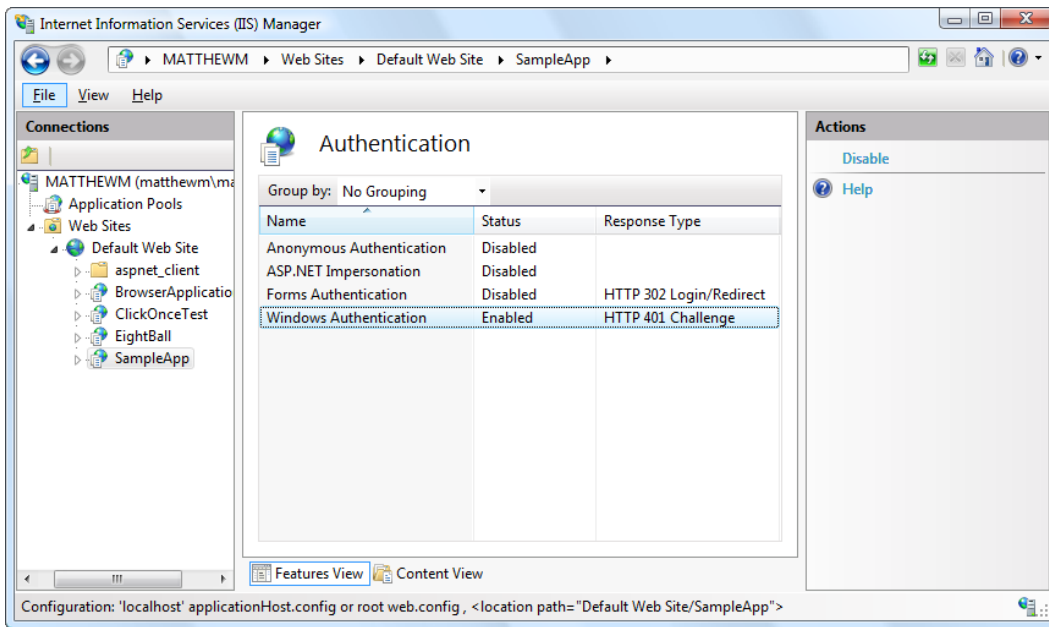 Internet Information Services (IIS) Manager
MATTHEWM Web Sites Default Web Site SampleApp
File View Help
Connections
MATTHEWM (matthewm\ma
Application Pools
Web Sites
Default Web Site
aspnet_client
BrowserApplicatio
ClickOnceTest
EightBall
SampleApp
Authentication
Group by: No Grouping
Name Status Response Type
Anonymous Authentication Disabled
ASP.NET Impersonation Disabled
Forms Authentication Disabled HTTP 302 Login/Redirect
Windows Authentication Enabled HTTP 401 Challenge
Features View Content View
Actions
Disable
Help
Configuration: 'localhost' applicationHost.config or root web.config , <location path="Default Web Site/SampleApp">